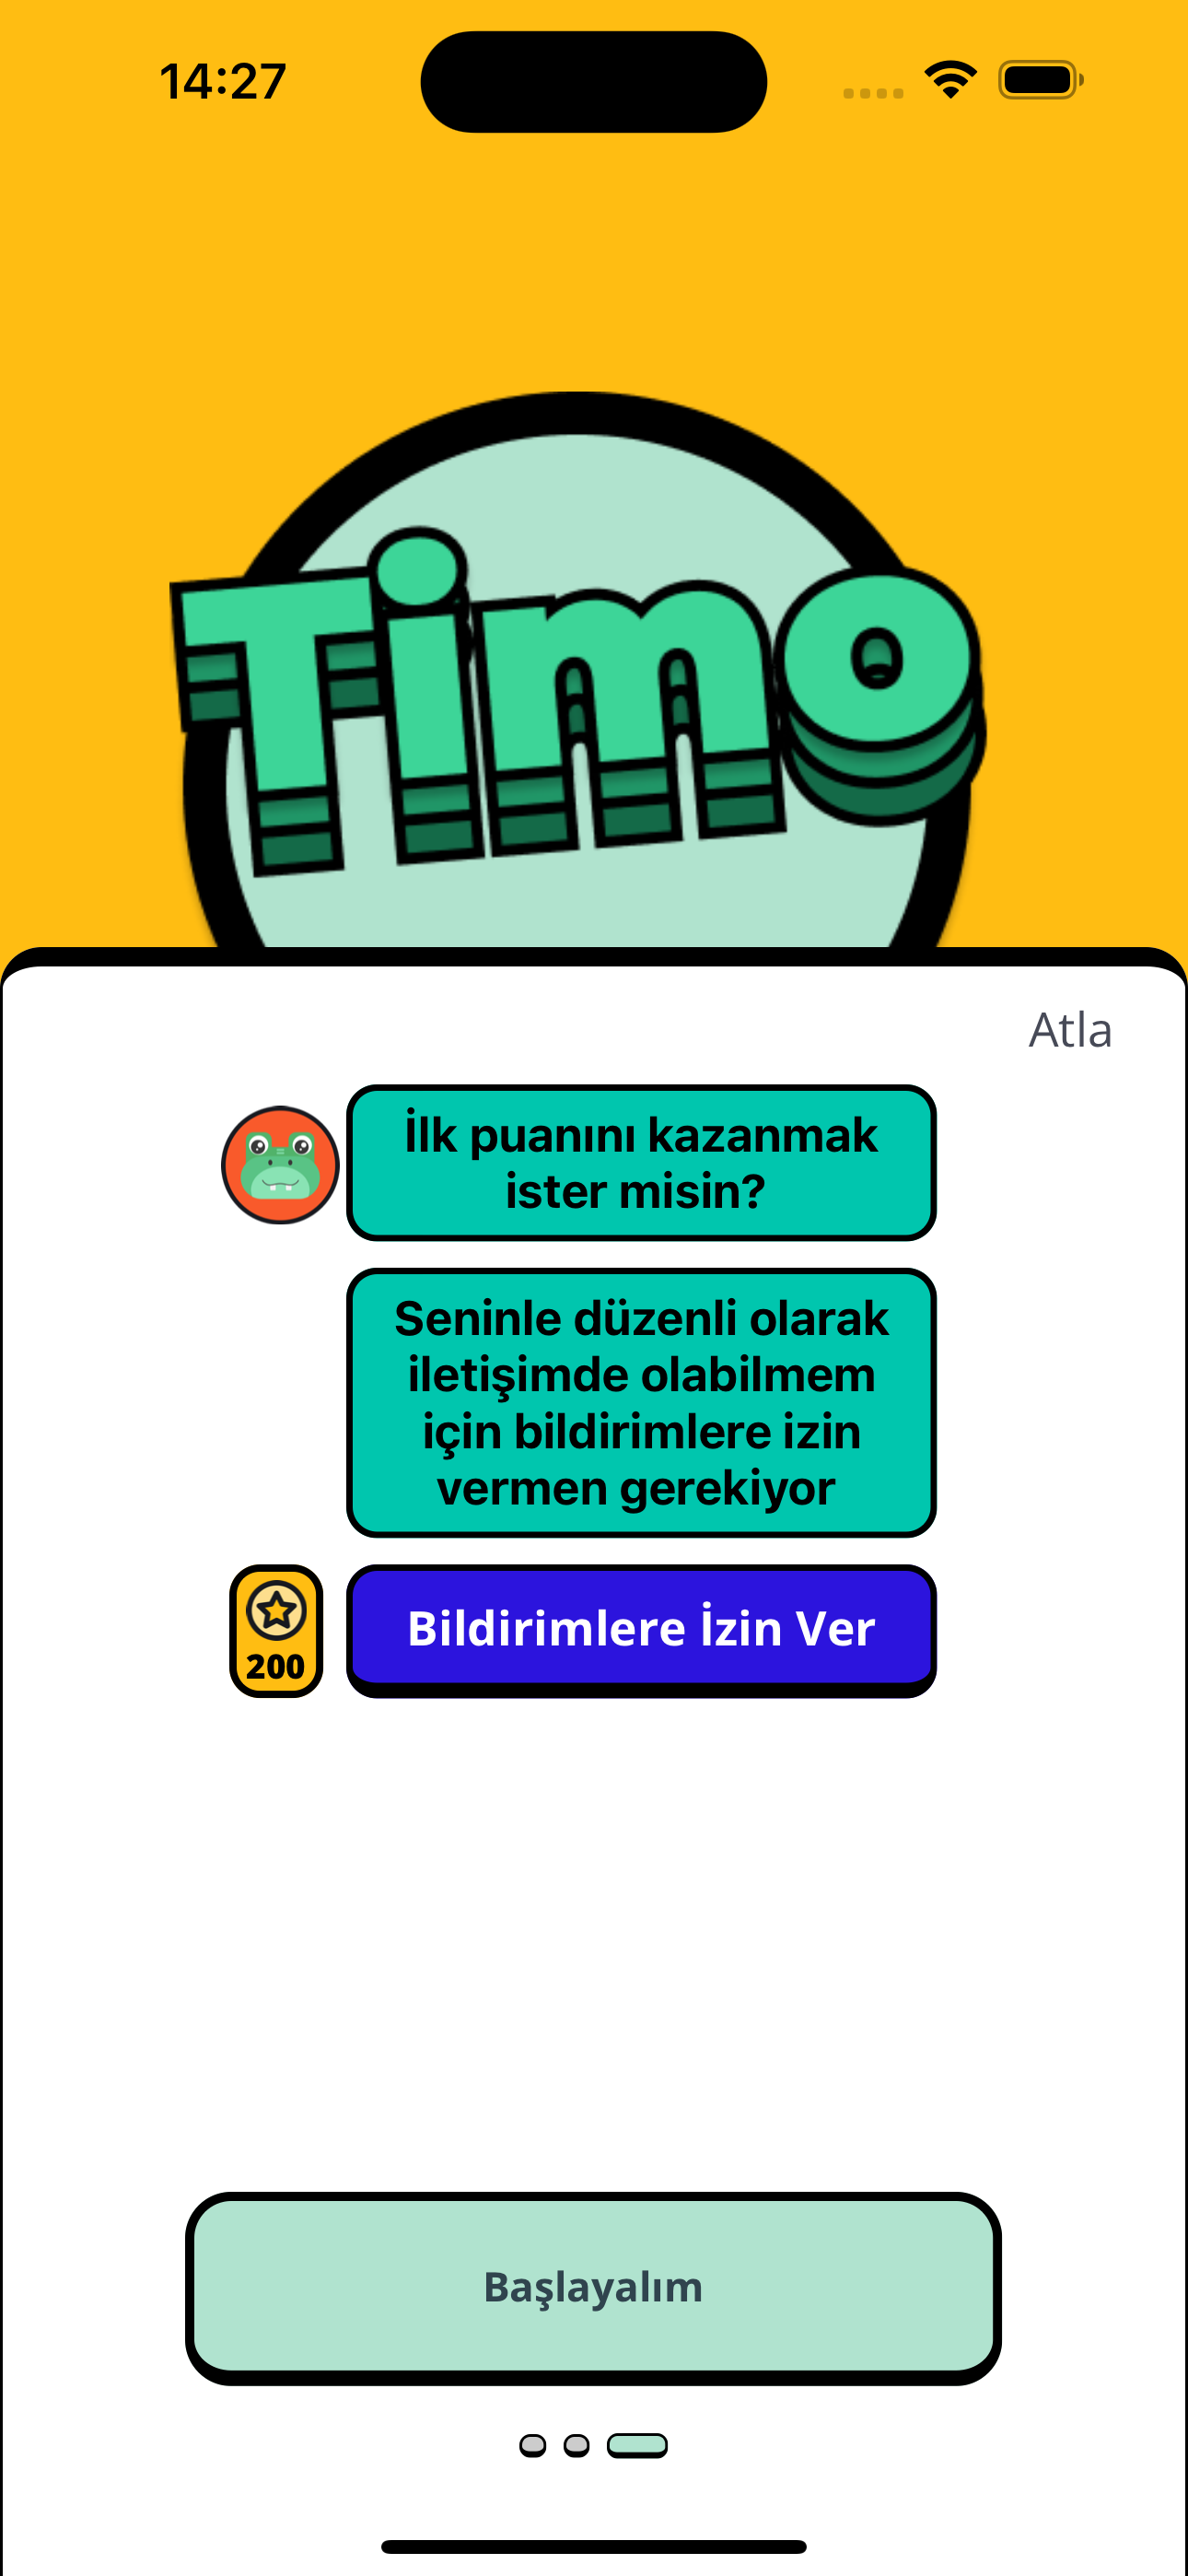 14:27
Timo
Atla
İlk puanını kazanmak
ister misin?
Seninle düzenli olarak
iletişimde olabilmem
için bildirimlere izin
vermen gerekiyor
Bildirimlere İzin Ver
200
Başlayalım